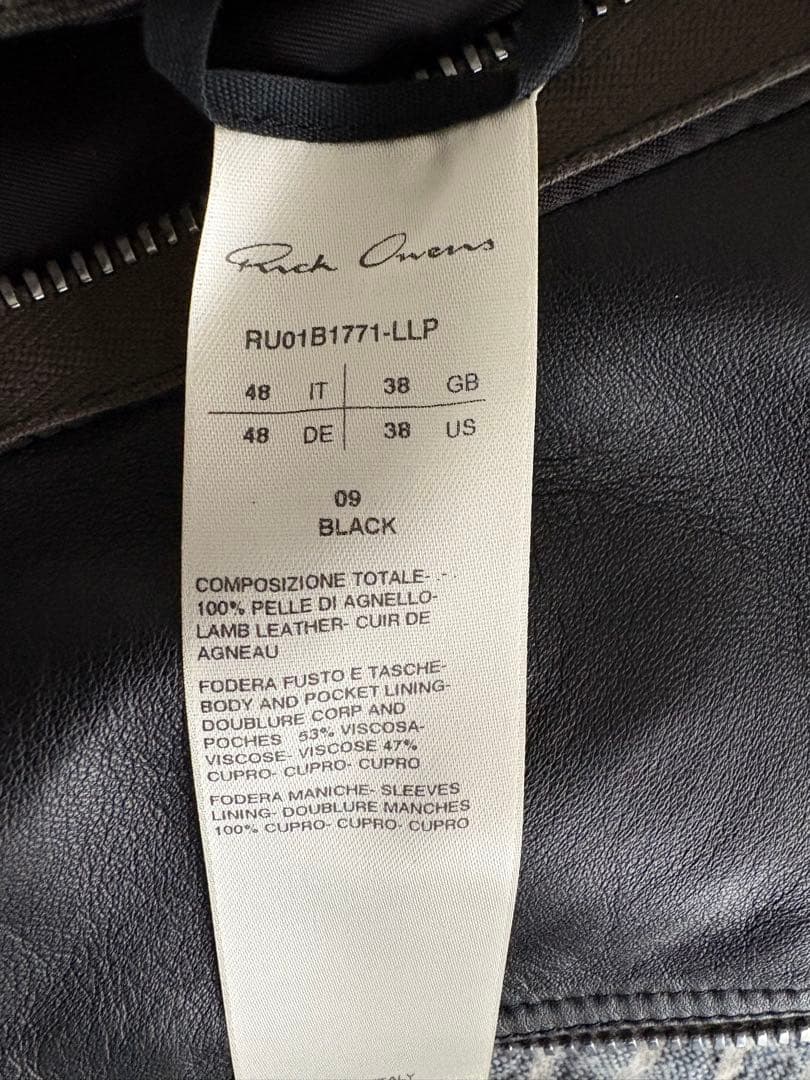 Rick Owens
RU01B1771-LLP
48 IT 38 GB
48 DE 38 US
09
BLACK
COMPOSIZIONE TOTALE-
100% PELLE DI AGNELLO-
LAMB LEATHER- CUIR DE
AGNEAU
FODERA FUSTO E TASCHE-
BODY AND POCKET LINING-
DOUBLURE CORP AND
POCHES 53% VISCOSA-
VISCOSE- VISCOSE 47%
CUPRO- CUPRO- CUPRO
FODERA MANICHE- SLEEVES
LINING- DOUBLURE MANCHES
100% CUPRO- CUPRO- CUPRO